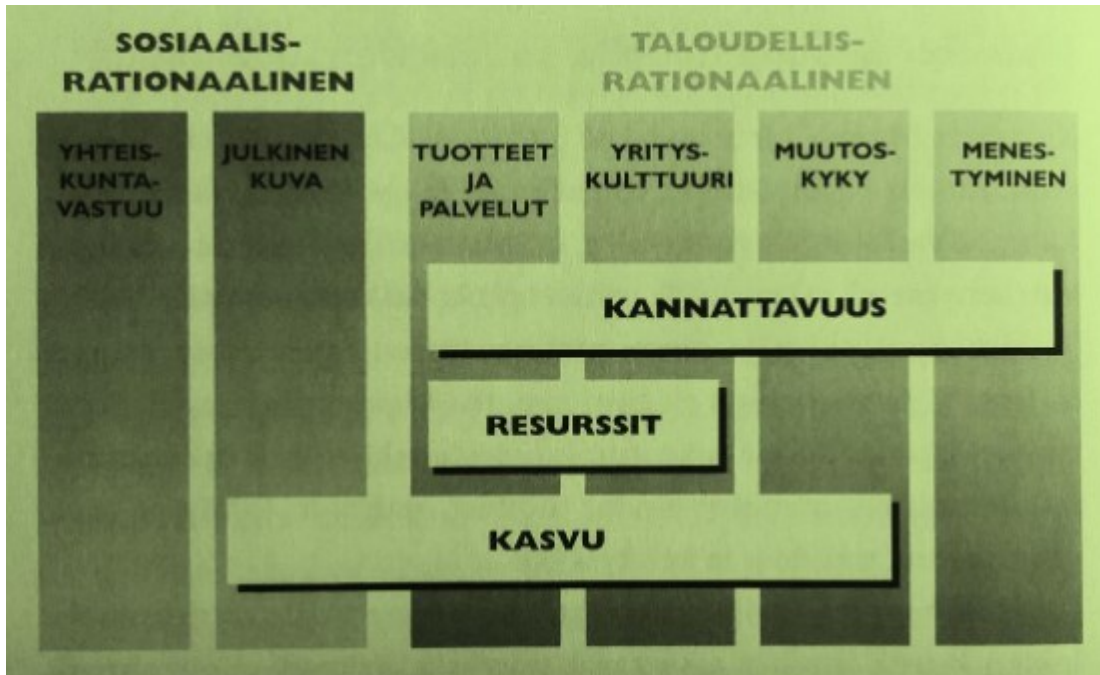 SOSIAALIS-
RATIONAALINEN
TALOUDELLIS-
RATIONAALINEN
YHTEIS-
KUNTA-
VASTUU
JULKINEN
KUVA
TUOTTEET
JA
PALVELUT
YRITYS-
KULTTUURI
MUUTOS-
KYKY
MENES-
TYMINEN
KANNATTAVUUS
RESURSSIT
KASVU